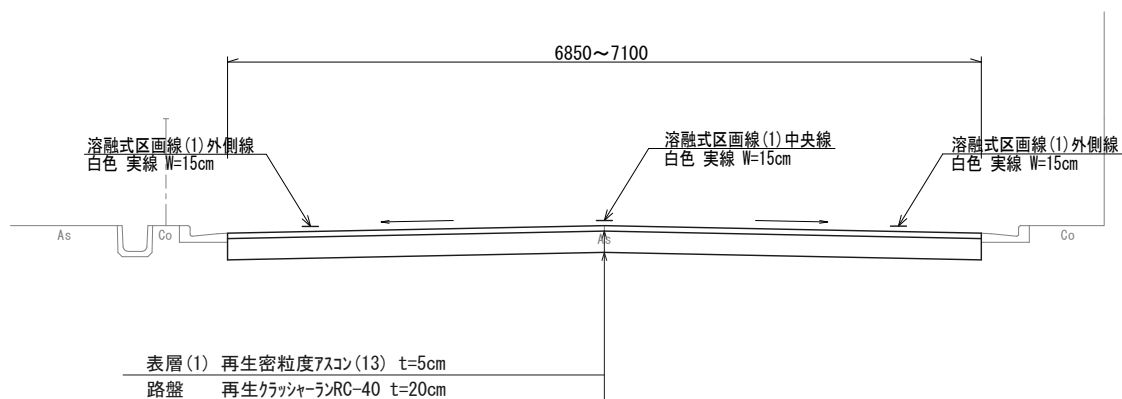 6850～7100
溶融式区画線(1)外側線
白色 実線 W=15cm
溶融式区画線(1)中央線
白色 実線 W=15cm
溶融式区画線(1)外側線
白色 実線 W=15cm
As
Co
As
Co
表層(1) 再生密粒度ｱｽｺﾝ(13) t=5cm
路盤 再生ｸﾗｯｼｬｰﾗﾝRC-40 t=20cm